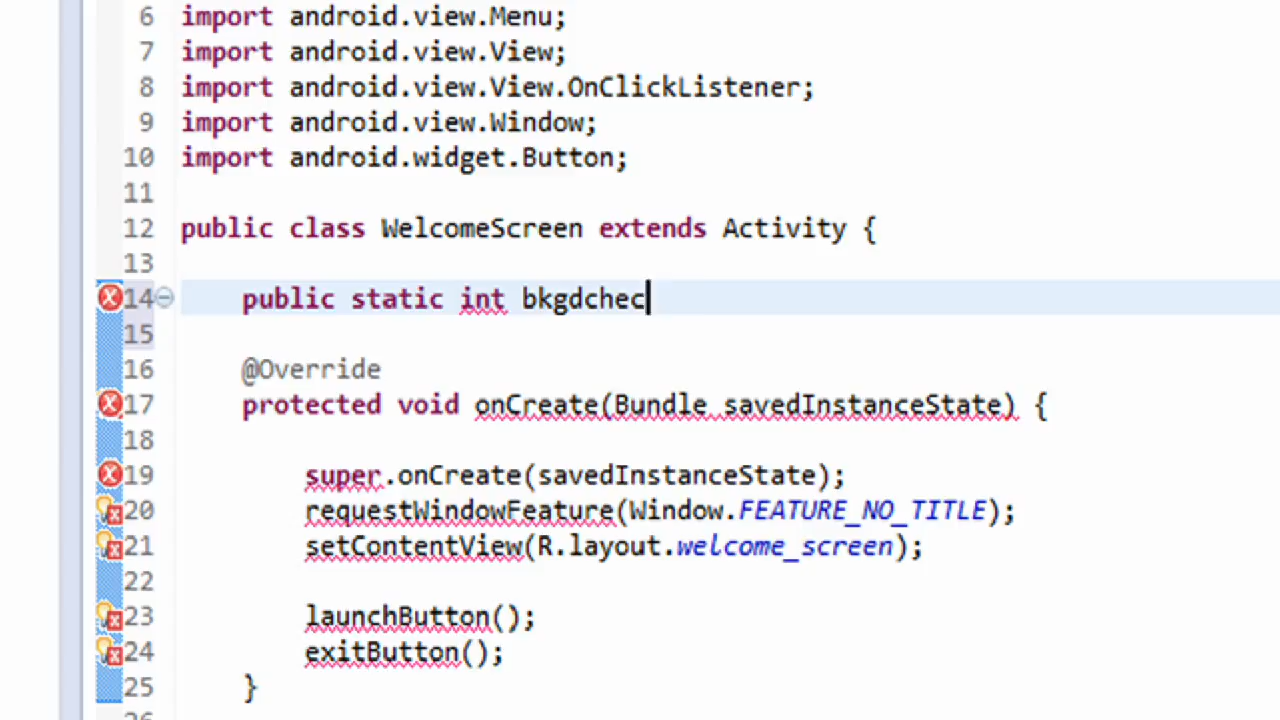 6 import android.view.Menu;
7 import android.view.View;
8 import android.view.View.OnClickListener;
9 import android.view.Window;
10 import android.widget.Button;
11
12 public class WelcomeScreen extends Activity {
13
14 public static int bkgdchec
15
16 @Override
17 protected void onCreate(Bundle savedInstanceState) {
18
19 super.onCreate(savedInstanceState);
20 requestWindowFeature(Window.FEATURE_NO_TITLE);
21 setContentView(R.layout.welcome_screen);
22
23 launchButton();
24 exitButton();
25 }